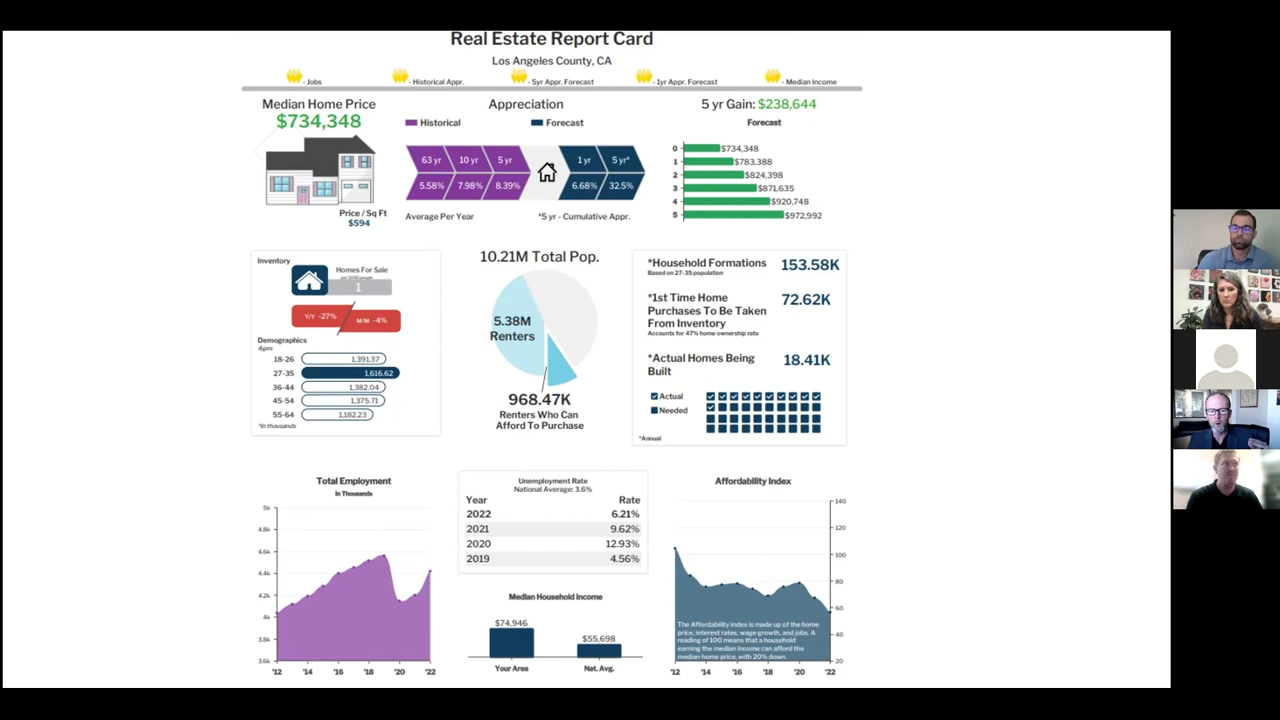 Real Estate Report Card
Los Angeles County, CA
- Jobs
- Historical Appr.
- 5yr Appr. Forecast
- 1yr Appr. Forecast
- Median Income
Median Home Price
$734,348
Price / Sq Ft
$594
Appreciation
Historical
Forecast
63 yr 10 yr 5 yr 1 yr 5 yr*
5.58% 7.98% 8.39% 6.68% 32.5%
Average Per Year
*5 yr - Cumulative Appr.
5 yr Gain: $238,644
Forecast
0 $734,348
1 $783,388
2 $824,398
3 $871,635
4 $920,748
5 $972,992
Inventory
Homes For Sale
per 1000 people
1
Y/Y -27%
M/M -4%
Demographics
Ages
18-26 1,391.37
27-35 1,616.62
36-44 1,382.04
45-54 1,375.71
55-64 1,182.23
*In thousands
10.21M Total Pop.
5.38M
Renters
968.47K
Renters Who Can
Afford To Purchase
*Household Formations 153.58K
Based on 27-35 population
*1st Time Home 72.62K
Purchases To Be Taken
From Inventory
Accounts for 47% home ownership rate
*Actual Homes Being 18.41K
Built
Actual
Needed
*Annual
Total Employment
In Thousands
5k
4.8k
4.6k
4.4k
4.2k
4k
3.8k
3.6k
'12 '14 '16 '18 '20 '22
Unemployment Rate
National Average: 3.6%
Year Rate
2022 6.21%
2021 9.62%
2020 12.93%
2019 4.56%
Median Household Income
$74,946
$55,698
Your Area Nat. Avg.
Affordability Index
140
120
100
80
60
40
20
The Affordability index is made up of the home
price, interest rates, wage growth, and jobs. A
reading of 100 means that a household
earning the median income can afford the
median home price, with 20% down.
'12 '14 '16 '18 '20 '22